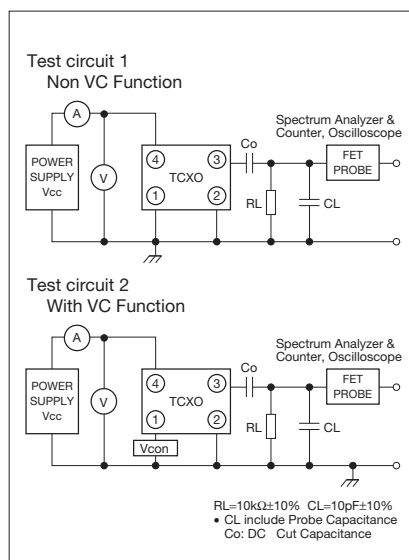 Test circuit 1
Non VC Function
Spectrum Analyzer &
Counter, Oscilloscope
A
Co
POWER
SUPPLY
Vcc
V
4
3
TCXO
1
2
RL
CL
FET
PROBE
Test circuit 2
With VC Function
Spectrum Analyzer &
Counter, Oscilloscope
A
Co
POWER
SUPPLY
Vcc
V
4
3
TCXO
1
2
Vcon
RL
CL
FET
PROBE
RL=10kΩ±10% CL=10pF±10%
• CL include Probe Capacitance
Co: DC Cut Capacitance